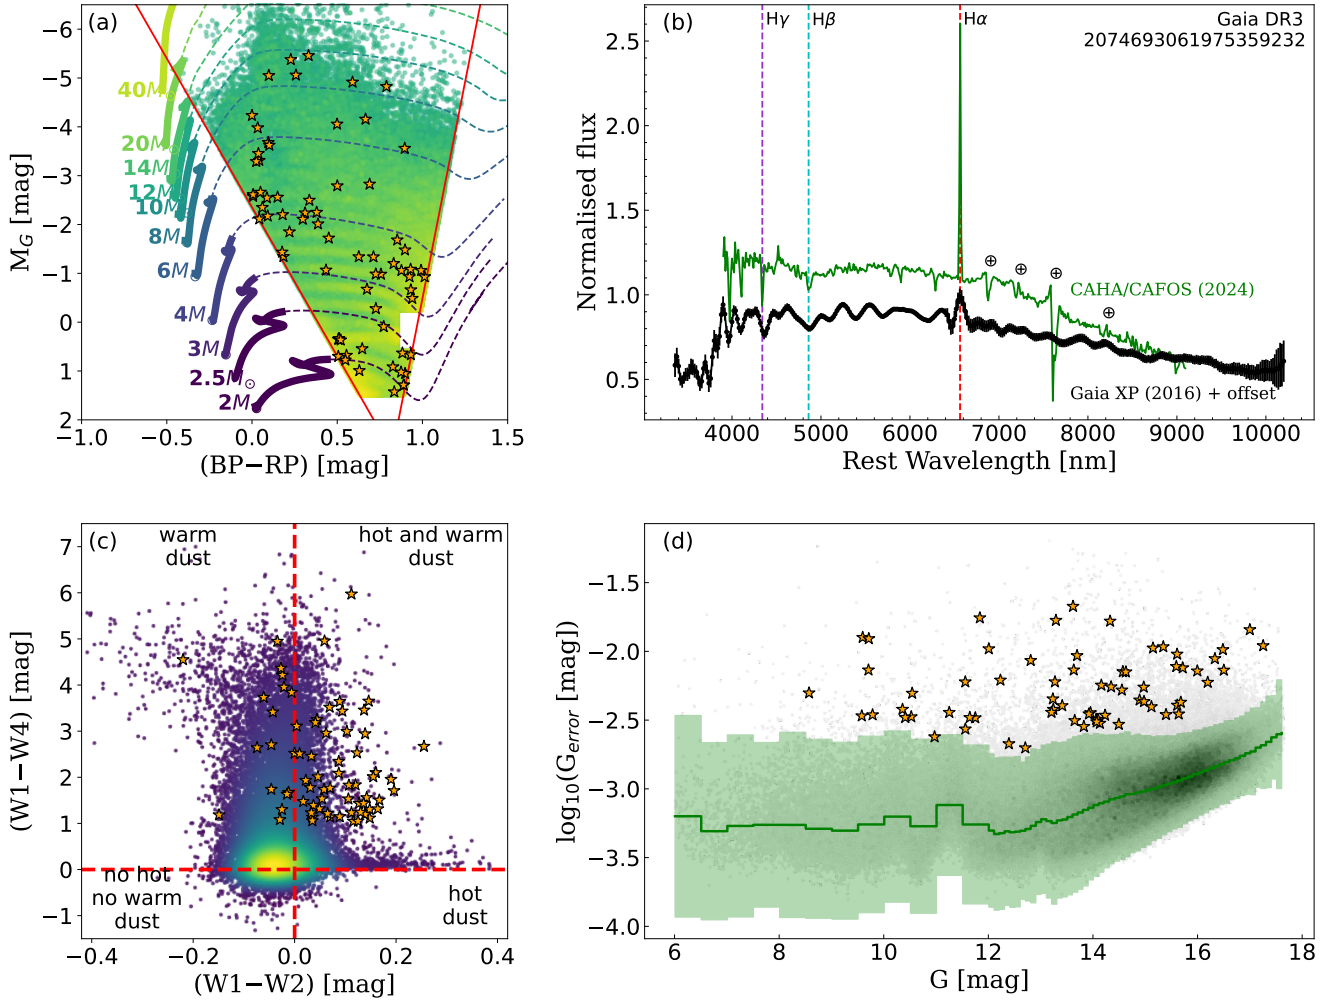 (a)
−6
−5
−4
−3
−2
−1
0
1
2
M_G [mag]
40M
20M
14M
12M
10M
8M
6M
4M
3M
2.5M⊙
2M
−1.0
−0.5
0.0
0.5
1.0
1.5
(BP−RP) [mag]
(b)
Hγ
Hβ
Hα
Gaia DR3
2074693061975359232
2.5
2.0
1.5
1.0
0.5
Normalised flux
⊕ ⊕ ⊕
CAHA/CAFOS (2024)
⊕
Gaia XP (2016) + offset
4000
5000
6000
7000
8000
9000
10000
Rest Wavelength [nm]
(c)
warm
dust
hot and warm
dust
7
6
5
4
3
2
1
0
−1
(W1−W4) [mag]
no hot
no warm
dust
hot
dust
−0.4
−0.2
0.0
0.2
0.4
(W1−W2) [mag]
(d)
−1.5
−2.0
−2.5
−3.0
−3.5
−4.0
log₁₀(G_error [mag])
6
8
10
12
14
16
18
G [mag]